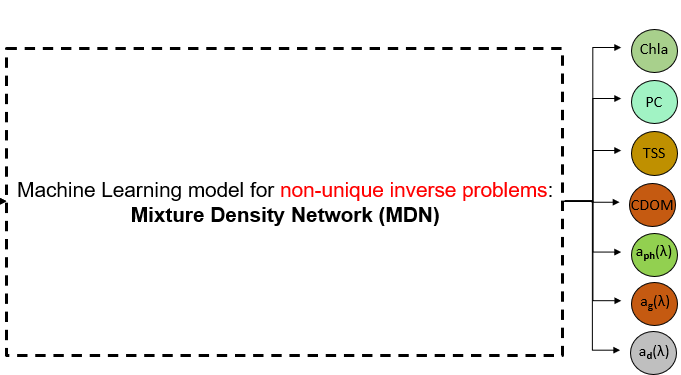 Machine Learning model for non-unique inverse problems:
Mixture Density Network (MDN)
Chla
PC
TSS
CDOM
aph(λ)
ag(λ)
ad(λ)